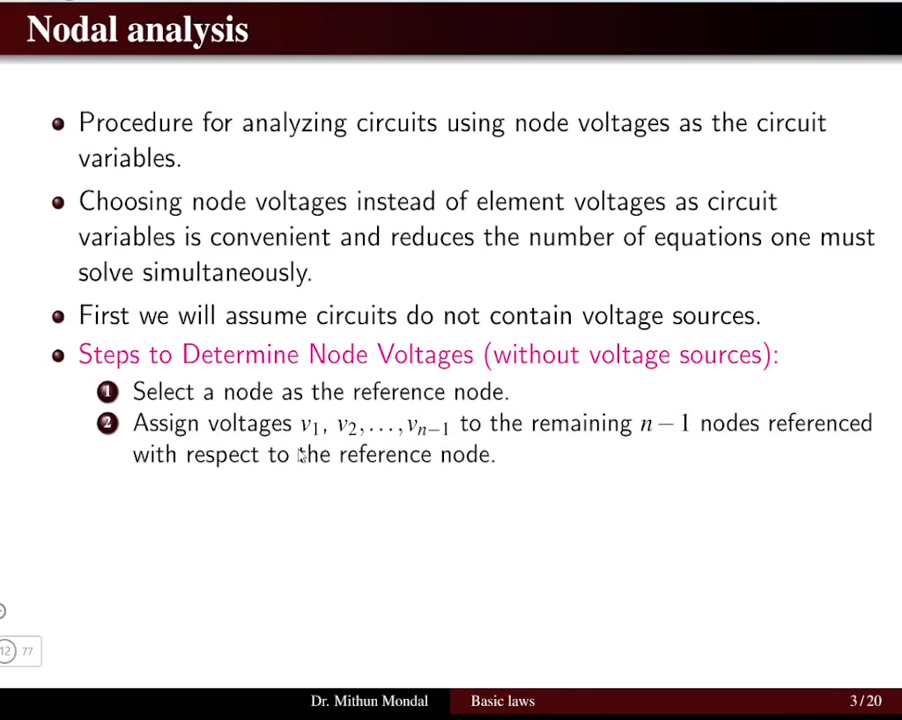 Nodal analysis
Procedure for analyzing circuits using node voltages as the circuit
variables.
Choosing node voltages instead of element voltages as circuit
variables is convenient and reduces the number of equations one must
solve simultaneously.
First we will assume circuits do not contain voltage sources.
Steps to Determine Node Voltages (without voltage sources):
1 Select a node as the reference node.
2 Assign voltages v₁, v₂,...,vₙ₋₁ to the remaining n − 1 nodes referenced
with respect to the reference node.
12 77
Dr. Mithun Mondal Basic laws 3 / 20